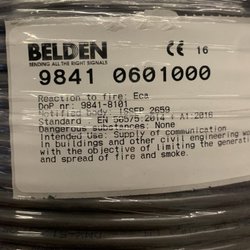 BELDEN
SENDING ALL THE RIGHT SIGNALS
CE 16
9841 0601000
Reaction to fire: Eca
DoP nr: 9841-8101
Notified body: ISSEP 2659
Standard : EN 50575:2014 + A1:2016
Dangerous substances: None
Intended Use: Supply of communication
In buildings and other civil engineering w
with the objective of limiting the generation
and spread of fire and smoke.